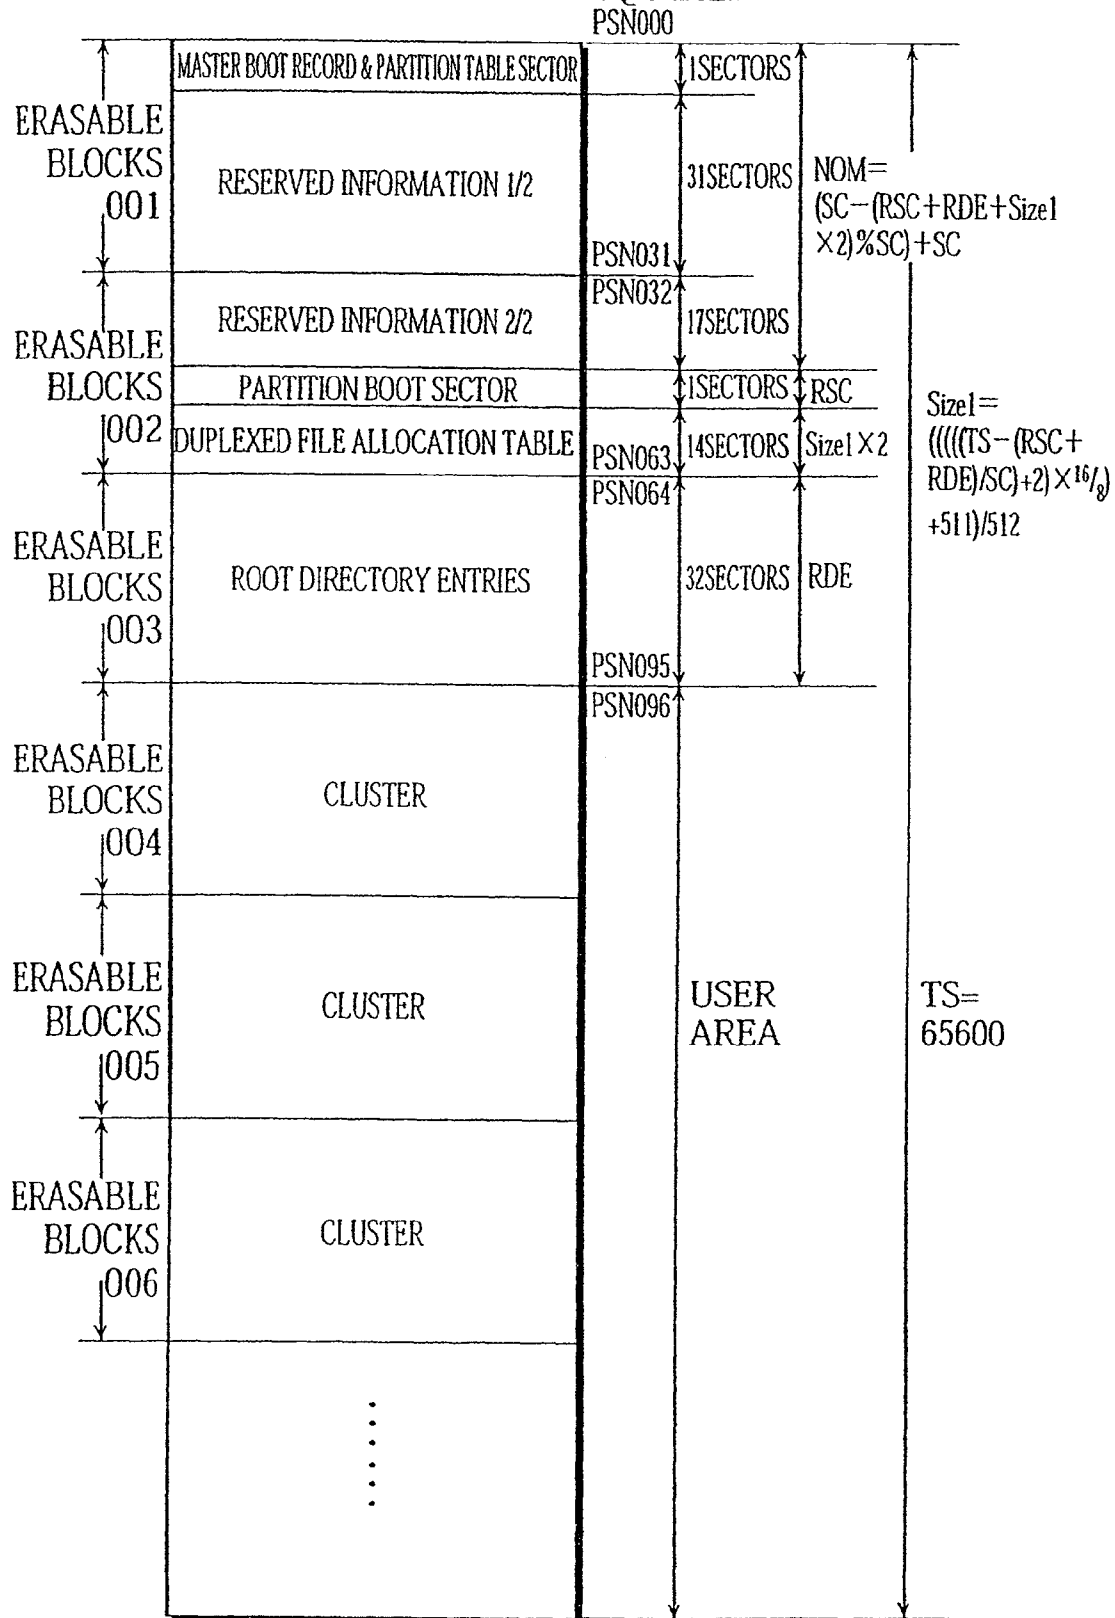 PSN000
MASTER BOOT RECORD & PARTITION TABLE SECTOR
1SECTORS
ERASABLE
BLOCKS
001
RESERVED INFORMATION 1/2
31SECTORS
NOM=
(SC-(RSC+RDE+Size1
×2)%SC)+SC
PSN031
PSN032
ERASABLE
BLOCKS
002
RESERVED INFORMATION 2/2
17SECTORS
PARTITION BOOT SECTOR
1SECTORS
RSC
DUPLEXED FILE ALLOCATION TABLE
PSN063
14SECTORS
Size1×2
Size1=
(((((TS-(RSC+
RDE)/SC)+2)×16/8)
+511)/512
PSN064
ERASABLE
BLOCKS
003
ROOT DIRECTORY ENTRIES
32SECTORS
RDE
PSN095
PSN096
ERASABLE
BLOCKS
004
CLUSTER
ERASABLE
BLOCKS
005
CLUSTER
USER
AREA
TS=
65600
ERASABLE
BLOCKS
006
CLUSTER